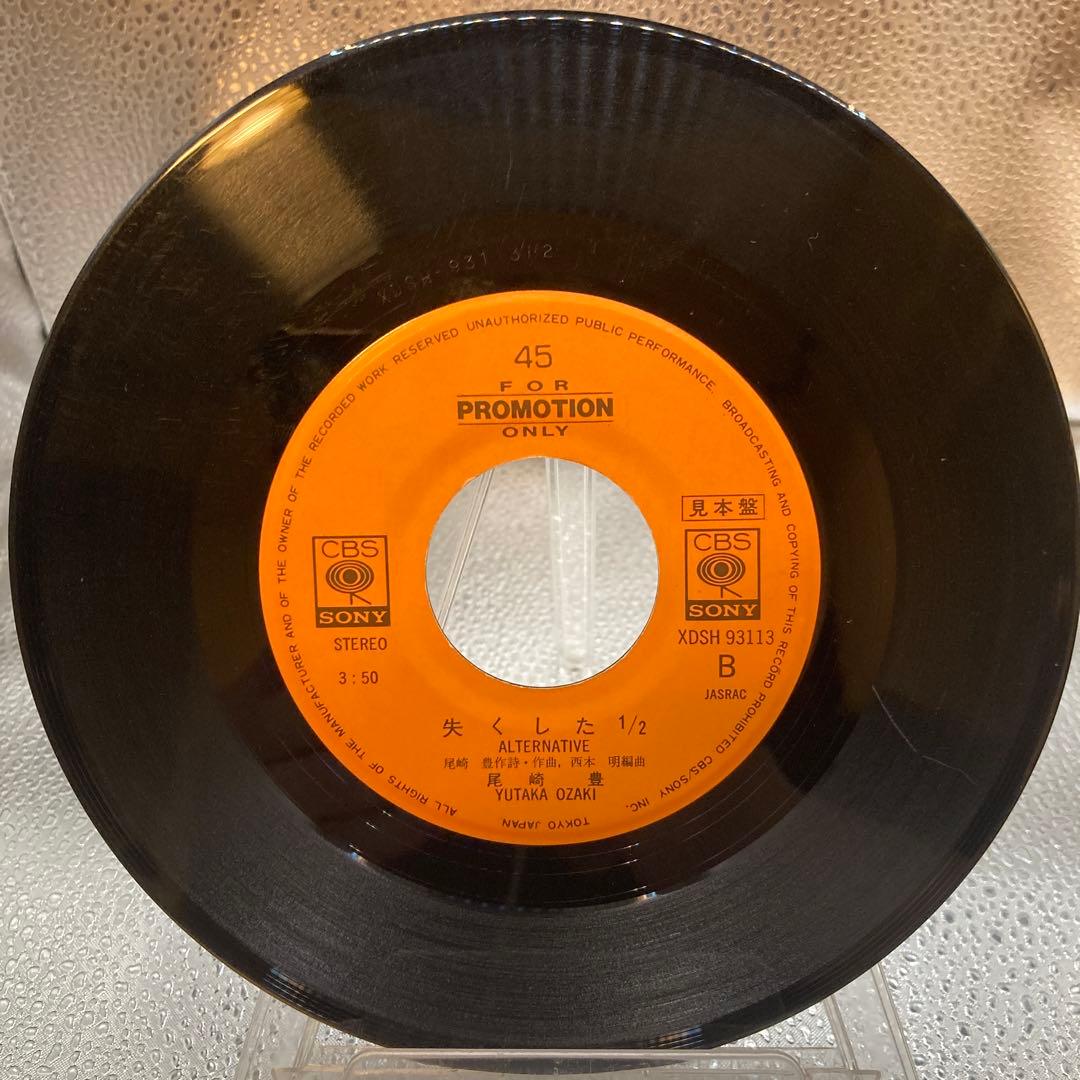 XDSH-931 3112
ALL RIGHTS OF THE MANUFACTURER AND OF THE OWNER OF THE RECORDED WORK RESERVED UNAUTHORIZED PUBLIC PERFORMANCE. BROADCASTING AND COPYING OF THIS RECORD PROHIBITED CBS/SONY INC. TOKYO JAPAN
45
FOR
PROMOTION
ONLY
見本盤
CBS
SONY
CBS
SONY
STEREO
3:50
XDSH 93113
B
JASRAC
失くした 1/2
ALTERNATIVE
尾崎 豊作詩・作曲, 西本 明編曲
尾崎豊
YUTAKA OZAKI